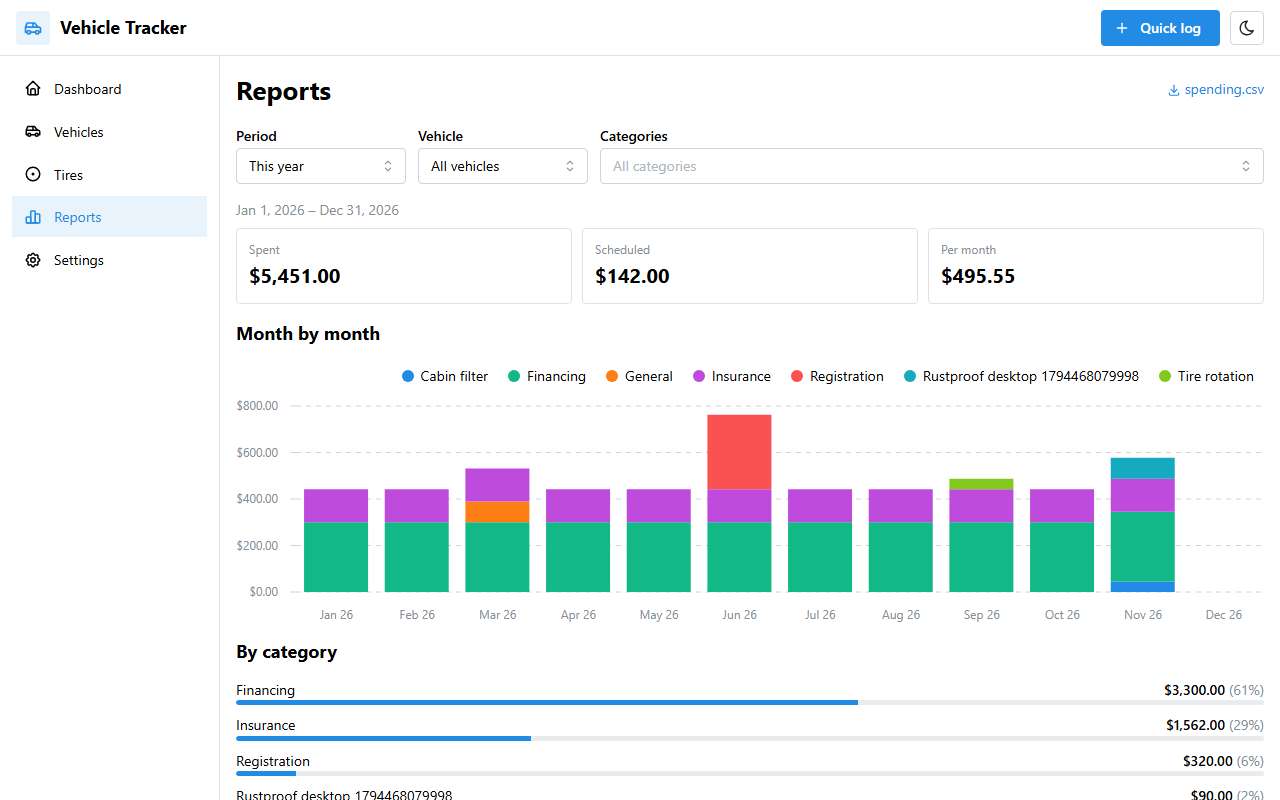 Vehicle Tracker
Quick log
Dashboard
Vehicles
Tires
Reports
Settings
Reports
spending.csv
Period
Vehicle
Categories
This year
All vehicles
All categories
Jan 1, 2026 – Dec 31, 2026
Spent
$5,451.00
Scheduled
$142.00
Per month
$495.55
Month by month
Cabin filter
Financing
General
Insurance
Registration
Rustproof desktop 1794468079998
Tire rotation
$800.00
$600.00
$400.00
$200.00
$0.00
Jan 26
Feb 26
Mar 26
Apr 26
May 26
Jun 26
Jul 26
Aug 26
Sep 26
Oct 26
Nov 26
Dec 26
By category
Financing
$3,300.00 (61%)
Insurance
$1,562.00 (29%)
Registration
$320.00 (6%)
Rustproof desktop 1794468079998
$90.00 (2%)